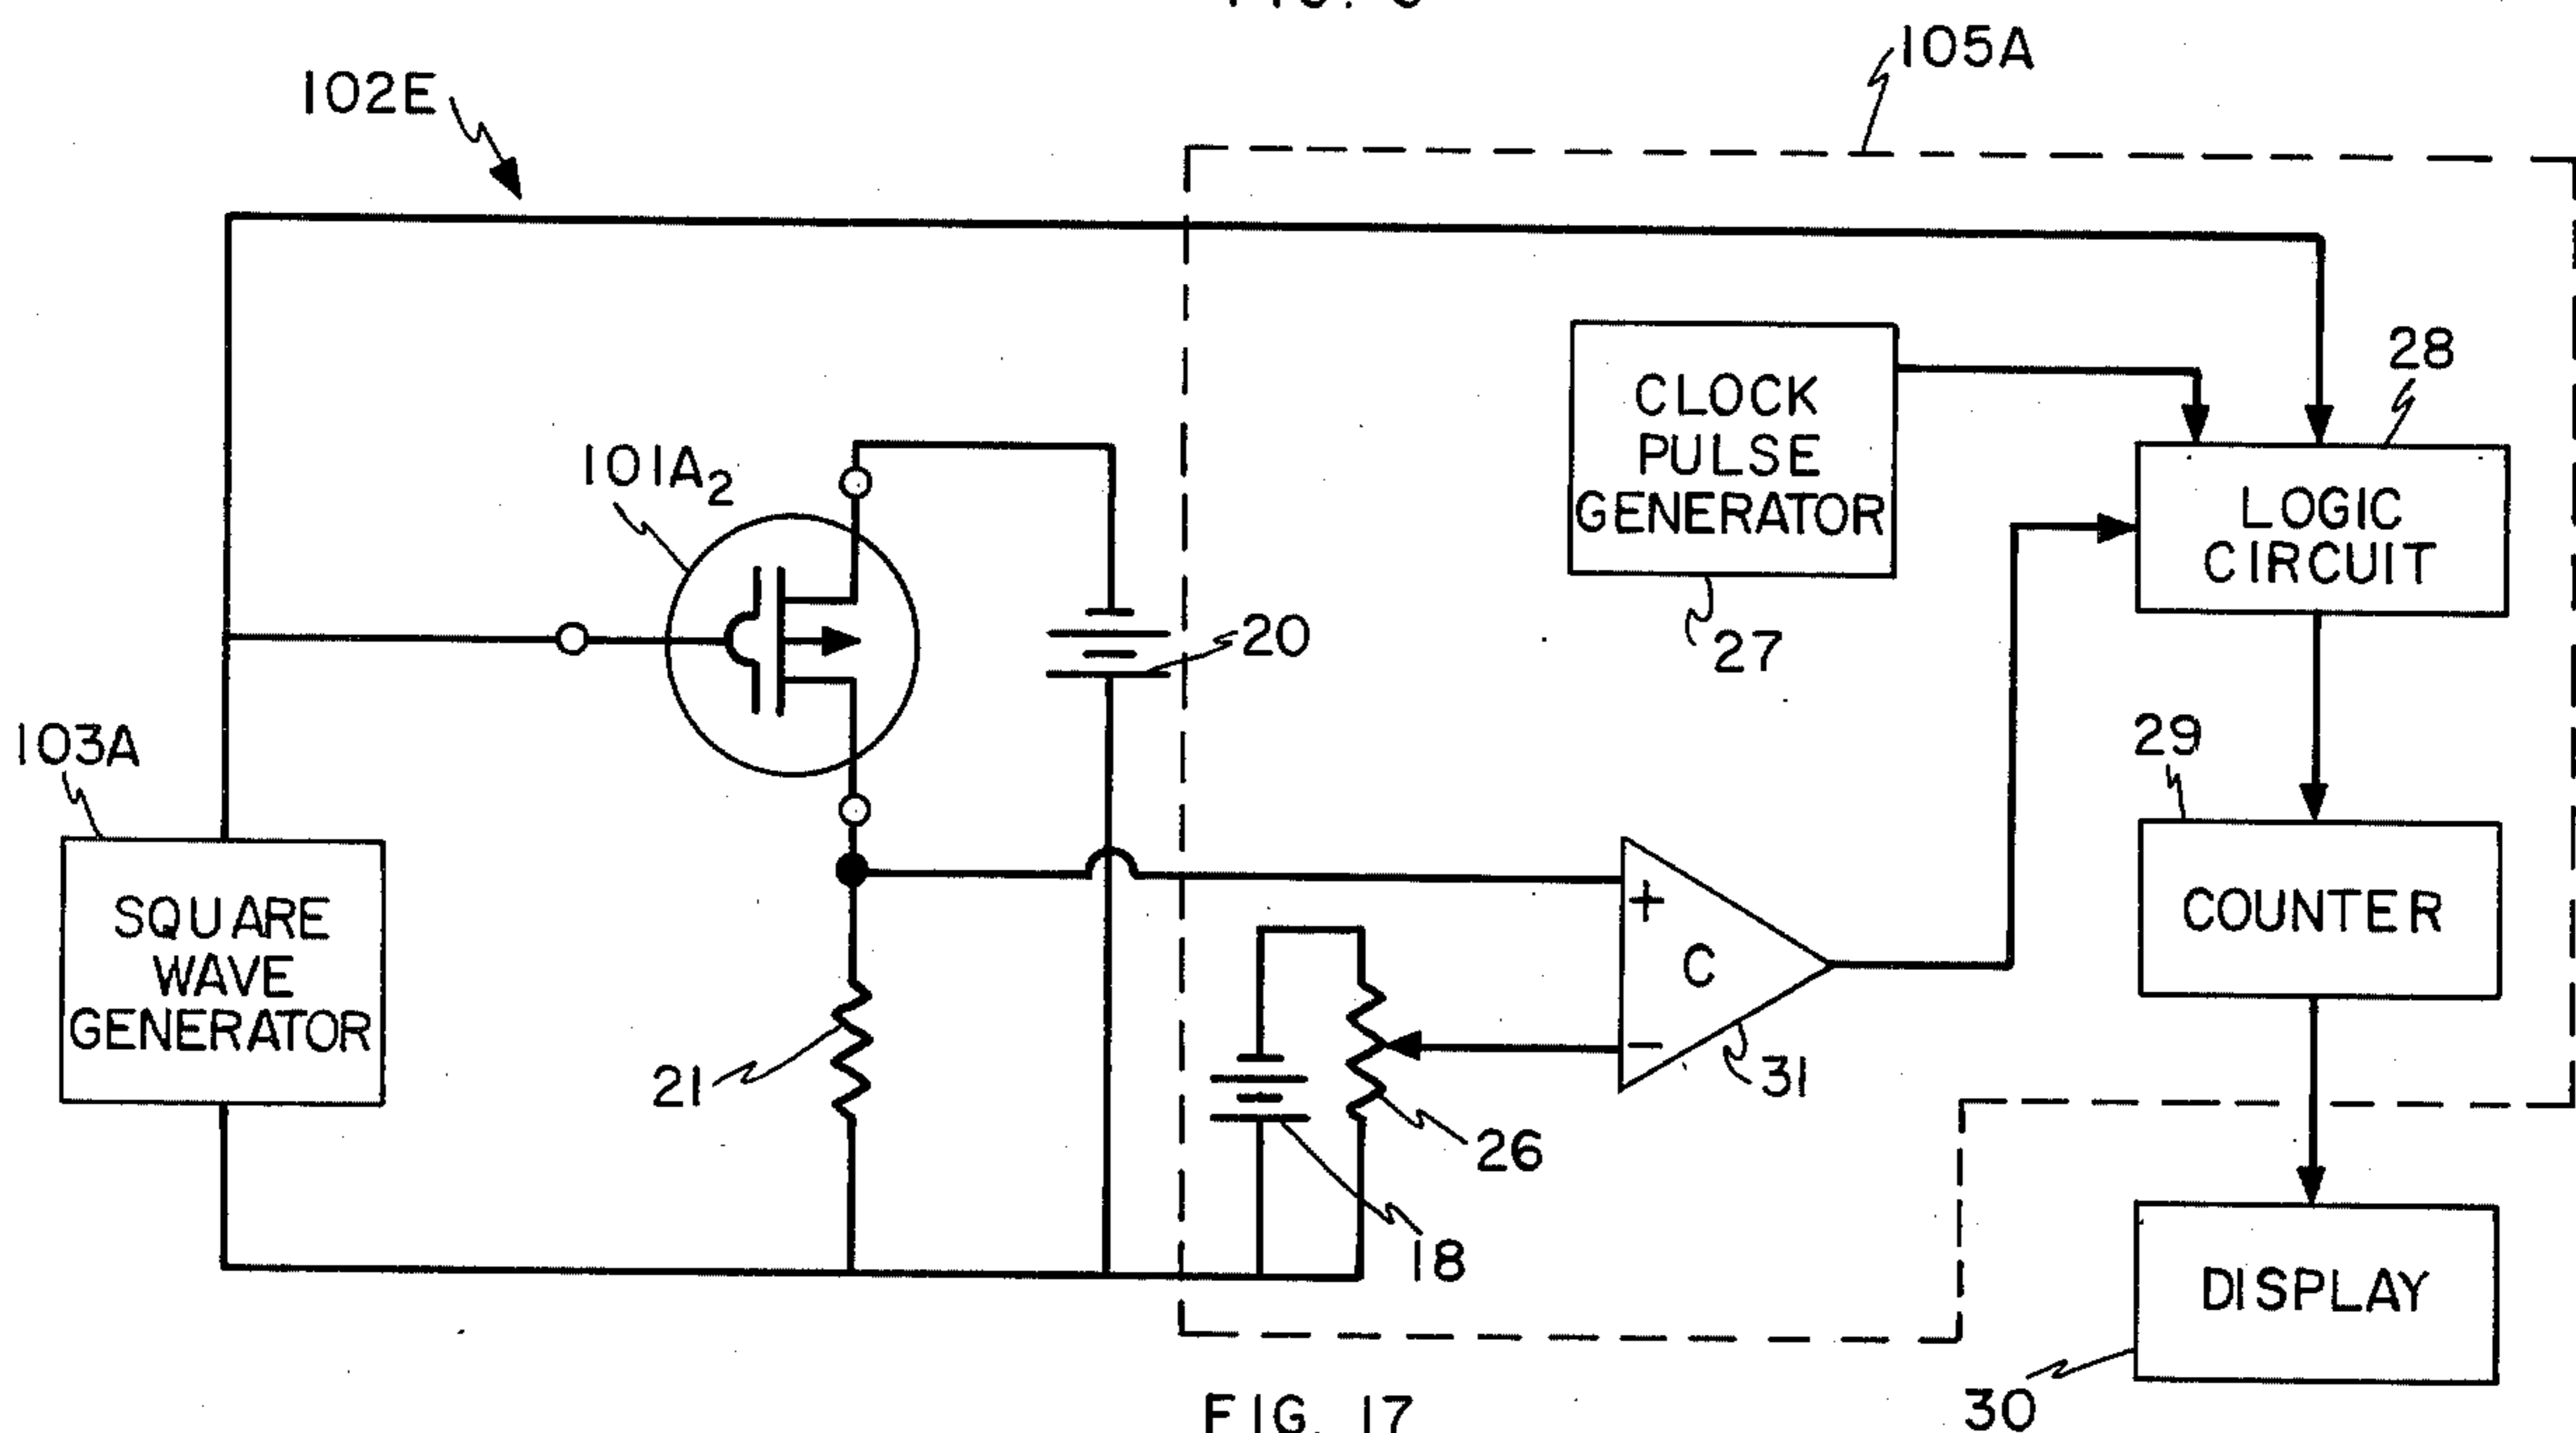 105A
102E
28
CLOCK
PULSE
GENERATOR
101A2
LOGIC
CIRCUIT
20
27
103A
29
SQUARE
WAVE
GENERATOR
+
C
−
COUNTER
21
31
26
18
DISPLAY
30
FIG. 17